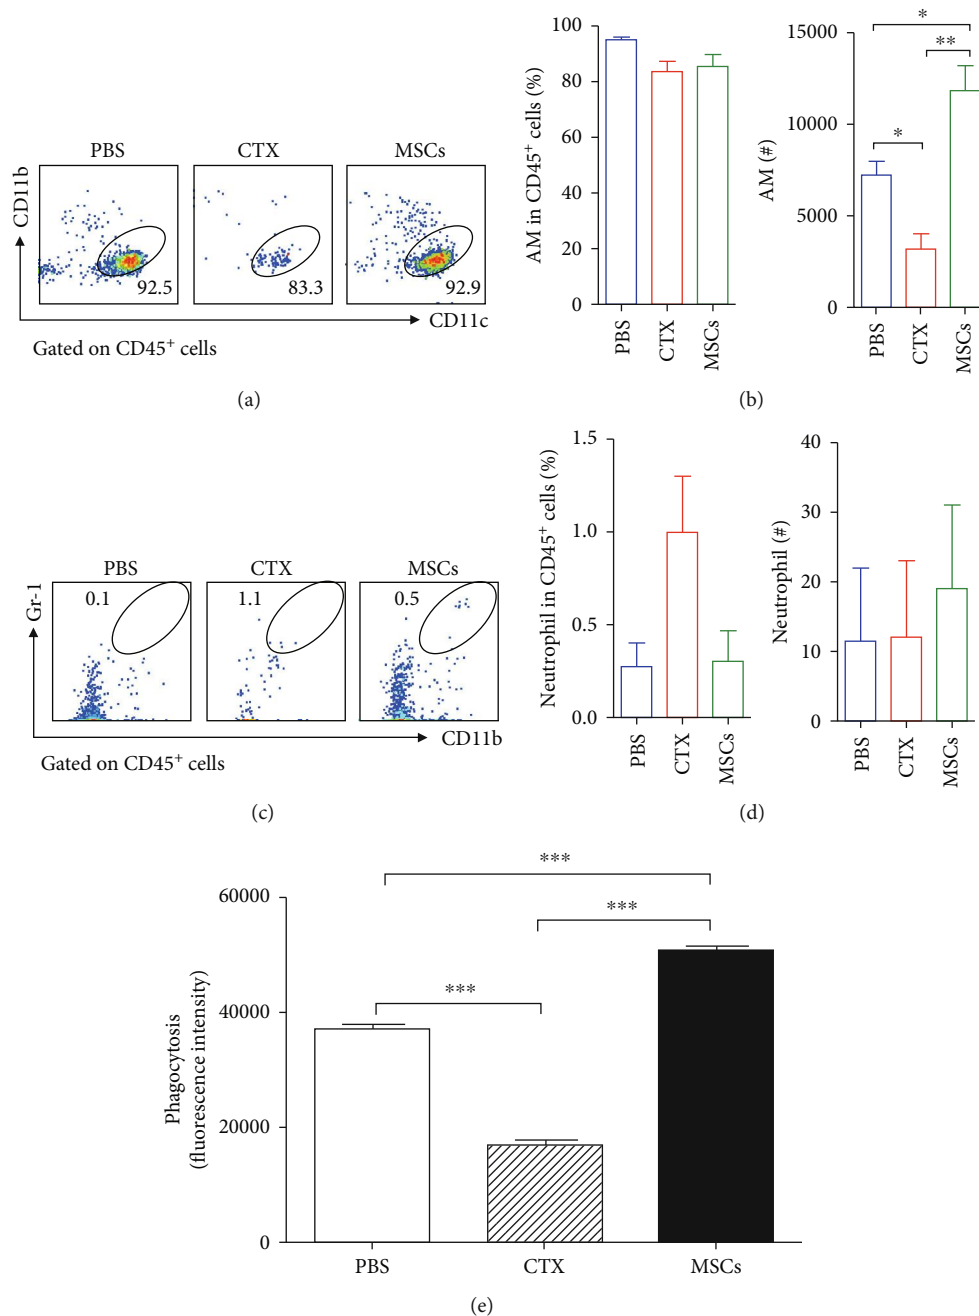 PBS CTX MSCs
CD11b
92.5 83.3 92.9
CD11c
Gated on CD45+ cells
(a)
AM in CD45+ cells (%)
100
80
60
40
20
0
PBS
CTX
MSCs
AM (#)
15000
10000
5000
0
* ** *
PBS
CTX
MSCs
(b)
PBS CTX MSCs
Gr-1
0.1 1.1 0.5
CD11b
Gated on CD45+ cells
(c)
Neutrophil in CD45+ cells (%)
1.5
1.0
0.5
0.0
PBS
CTX
MSCs
Neutrophil (#)
40
30
20
10
0
PBS
CTX
MSCs
(d)
Phagocytosis
(fluorescence intensity)
60000
40000
20000
0
***
***
***
PBS CTX MSCs
(e)